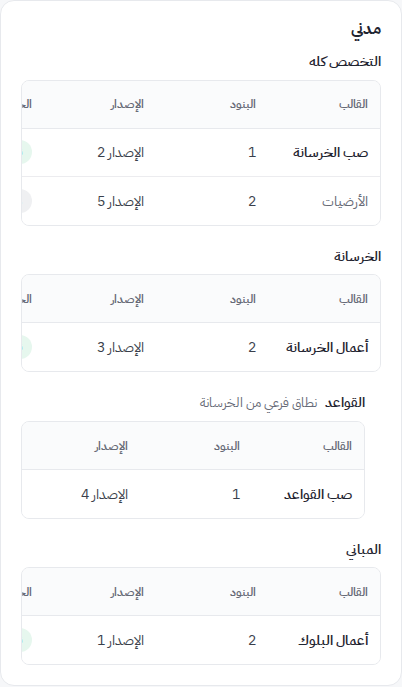 مدني
التخصص كله
القالب البنود الإصدار
صب الخرسانة 1 الإصدار 2
الأرضيات 2 الإصدار 5
الخرسانة
القالب البنود الإصدار
أعمال الخرسانة 2 الإصدار 3
القواعد نطاق فرعي من الخرسانة
القالب البنود الإصدار
صب القواعد 1 الإصدار 4
المباني
القالب البنود الإصدار
أعمال البلوك 2 الإصدار 1